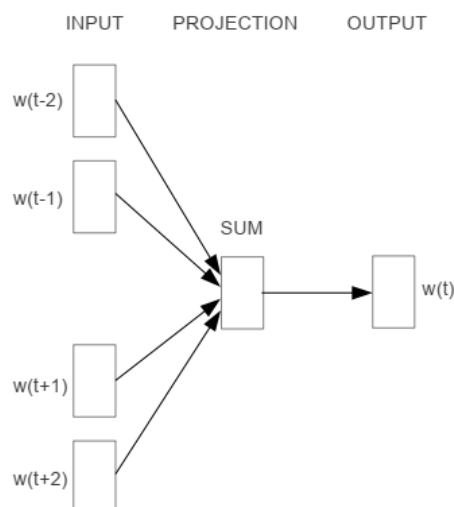 INPUT PROJECTION OUTPUT
w(t-2)
w(t-1)
SUM
w(t)
w(t+1)
w(t+2)